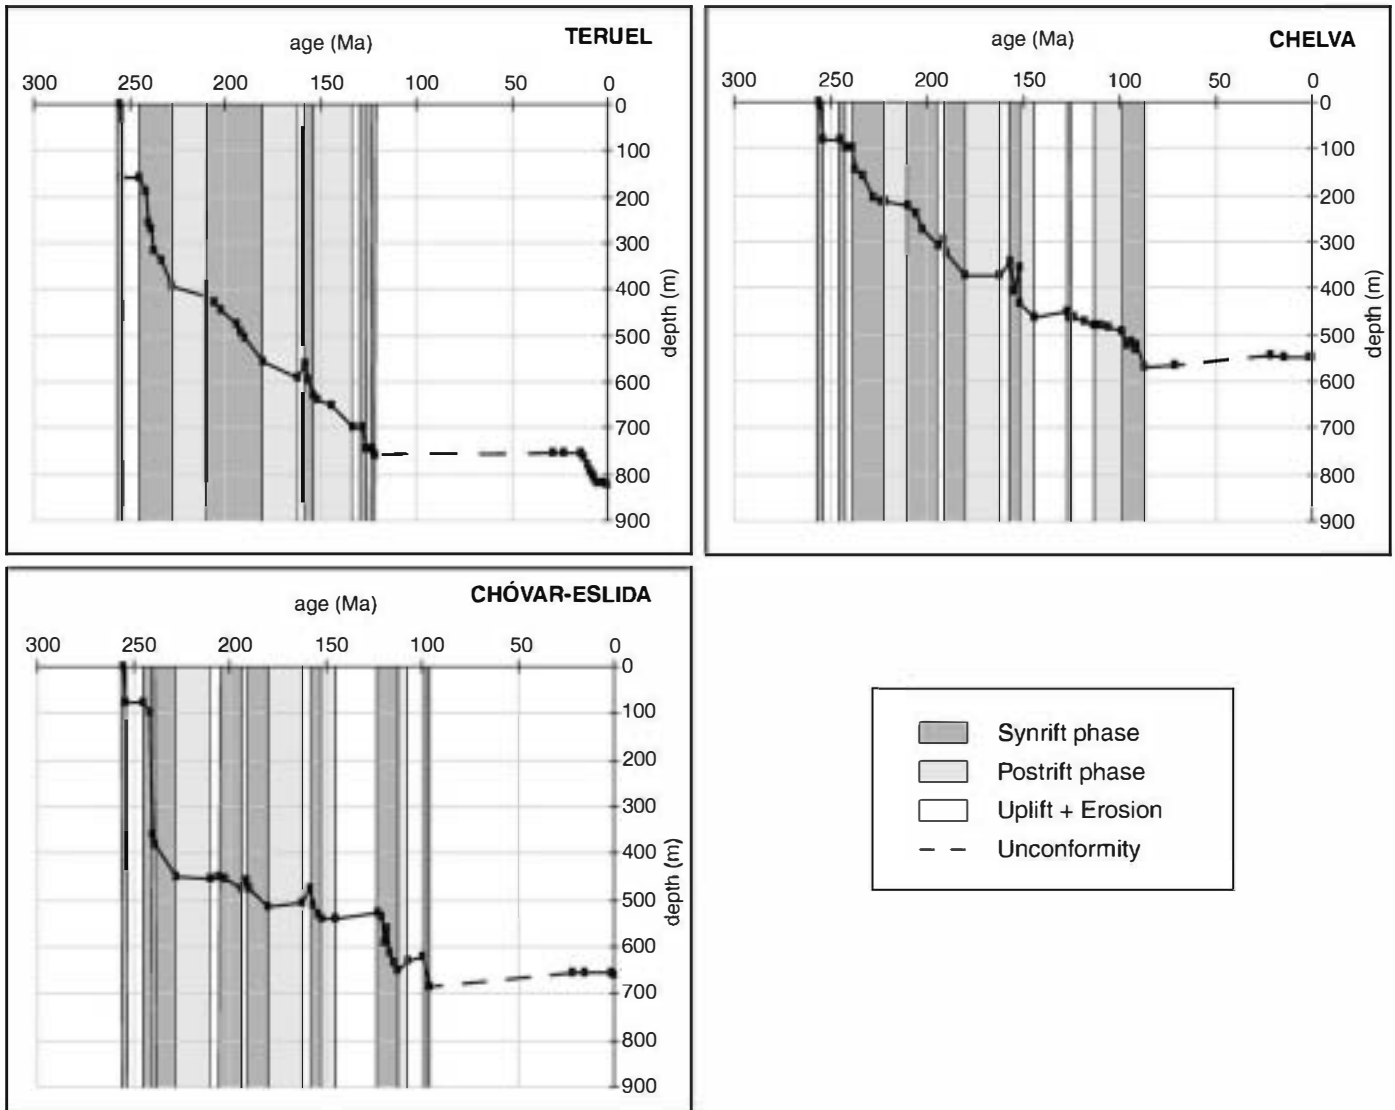 TERUEL
age (Ma)
300 250 200 150 100 50 0
0
100
200
300
400
500
600
700
800
900
depth (m)
CHELVA
age (Ma)
300 250 200 150 100 50 0
0
100
200
300
400
500
600
700
800
900
depth (m)
CHÓVAR-ESLIDA
age (Ma)
300 250 200 150 100 50 0
0
100
200
300
400
500
600
700
800
900
depth (m)
Synrift phase
Postrift phase
Uplift + Erosion
Unconformity